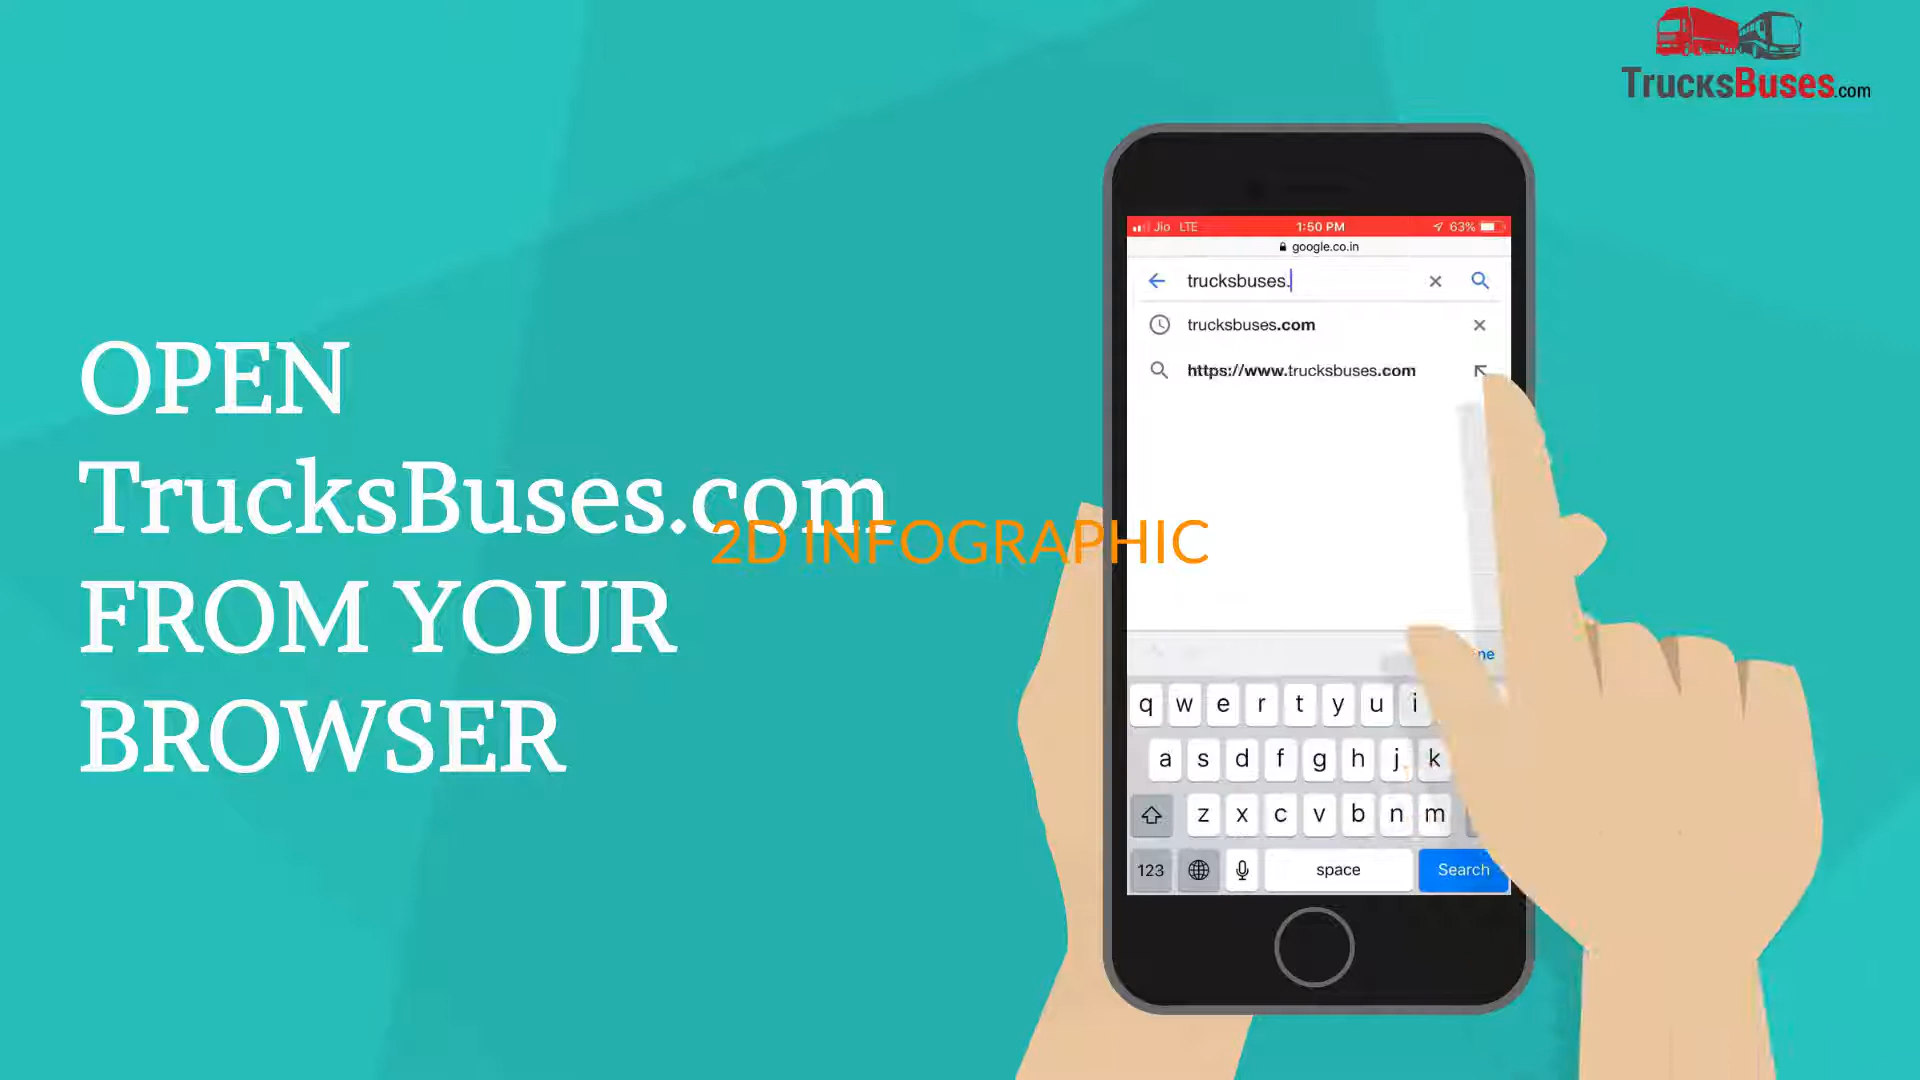 TrucksBuses.com
OPEN
TrucksBuses.com
FROM YOUR
BROWSER
2D INFOGRAPHIC
Jio LTE 1:50 PM 63%
google.co.in
trucksbuses.
trucksbuses.com
https://www.trucksbuses.com
q w e r t y u i
a s d f g h j k
z x c v b n m
123 space Search